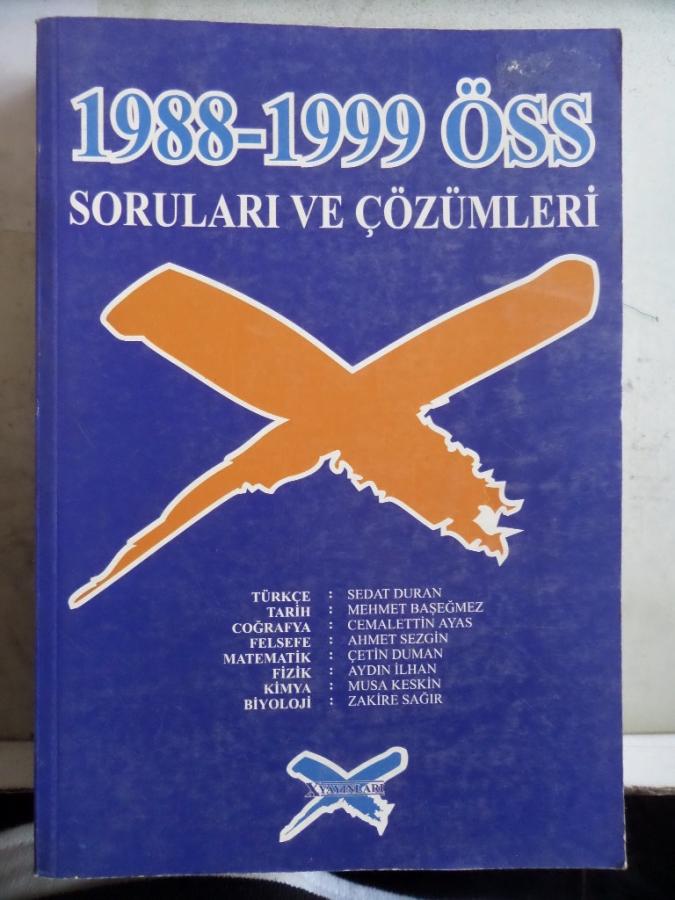 1988-1999 ÖSS
SORULARI VE ÇÖZÜMLERİ
TÜRKÇE : SEDAT DURAN
TARİH : MEHMET BAŞEĞMEZ
COĞRAFYA : CEMALETTİN AYAS
FELSEFE : AHMET SEZGİN
MATEMATİK : ÇETİN DUMAN
FİZİK : AYDIN İLHAN
KİMYA : MUSA KESKİN
BİYOLOJİ : ZAKİRE SAĞIR
X YAYINLARI